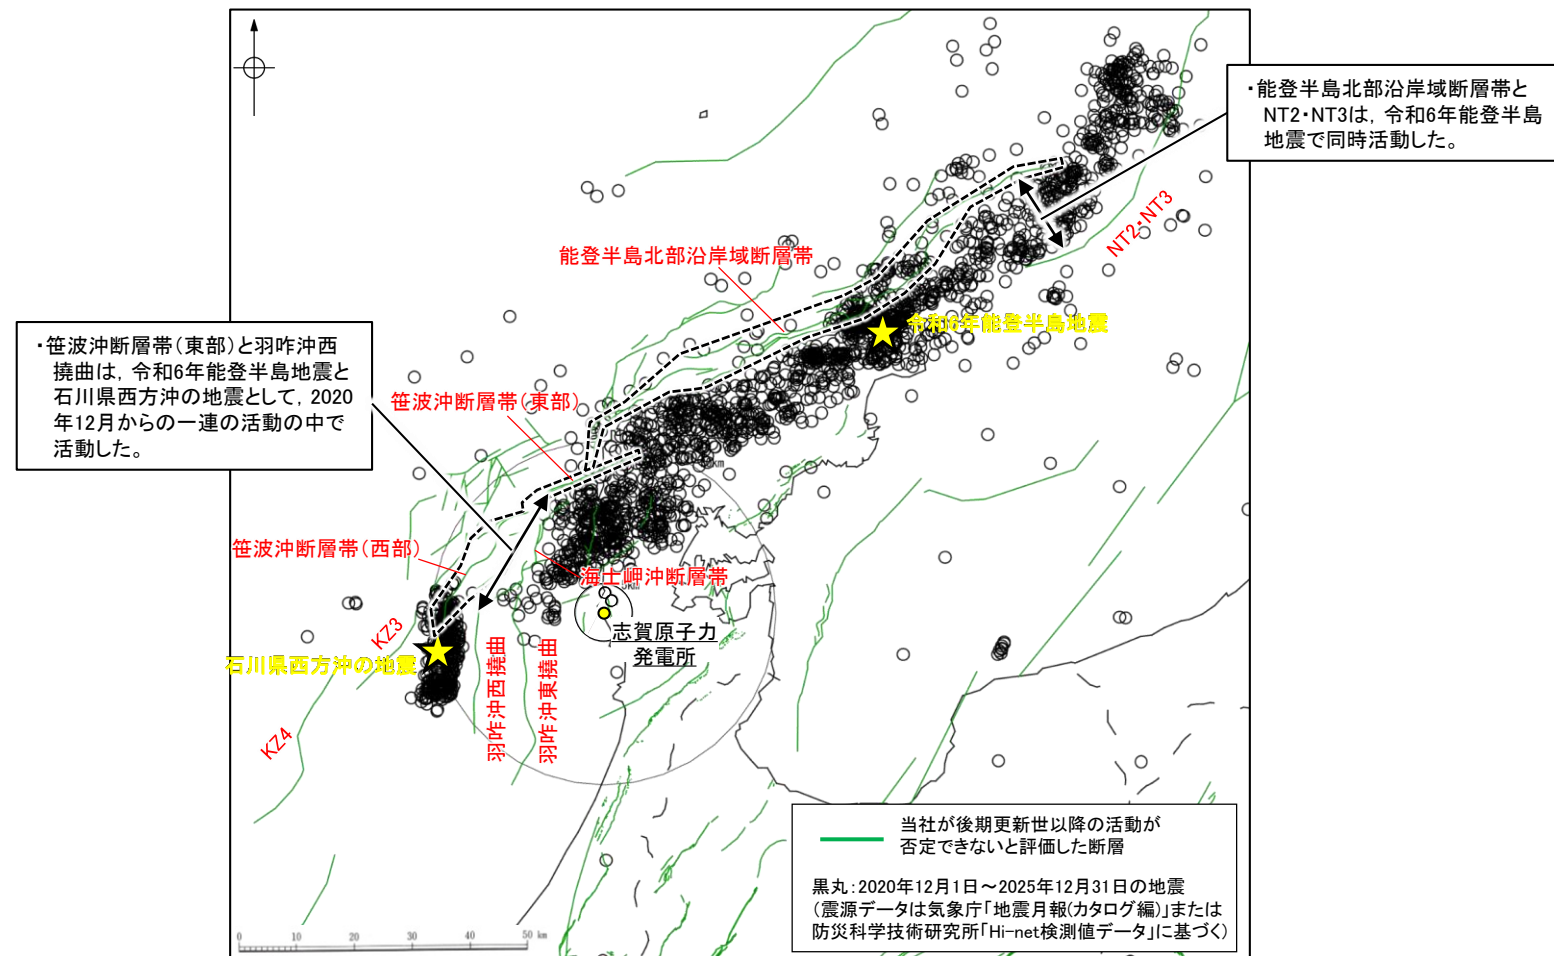 ・能登半島北部沿岸域断層帯と
NT2・NT3は，令和6年能登半島
地震で同時活動した。
NT2・NT3
能登半島北部沿岸域断層帯
令和6年能登半島地震
・笹波沖断層帯（東部）と羽咋沖西
撓曲は，令和6年能登半島地震と
石川県西方沖の地震として，2020
年12月からの一連の活動の中で
活動した。
笹波沖断層帯（東部）
笹波沖断層帯（西部）
海士岬沖断層帯
志賀原子力
発電所
KZ3
石川県西方沖の地震
羽咋沖西撓曲
羽咋沖東撓曲
KZ4
当社が後期更新世以降の活動が
否定できないと評価した断層
黒丸：2020年12月1日～2025年12月31日の地震
（震源データは気象庁「地震月報(カタログ編)」または
防災科学技術研究所「Hi-net検測値データ」に基づく）
0 10 20 30 40 50 km